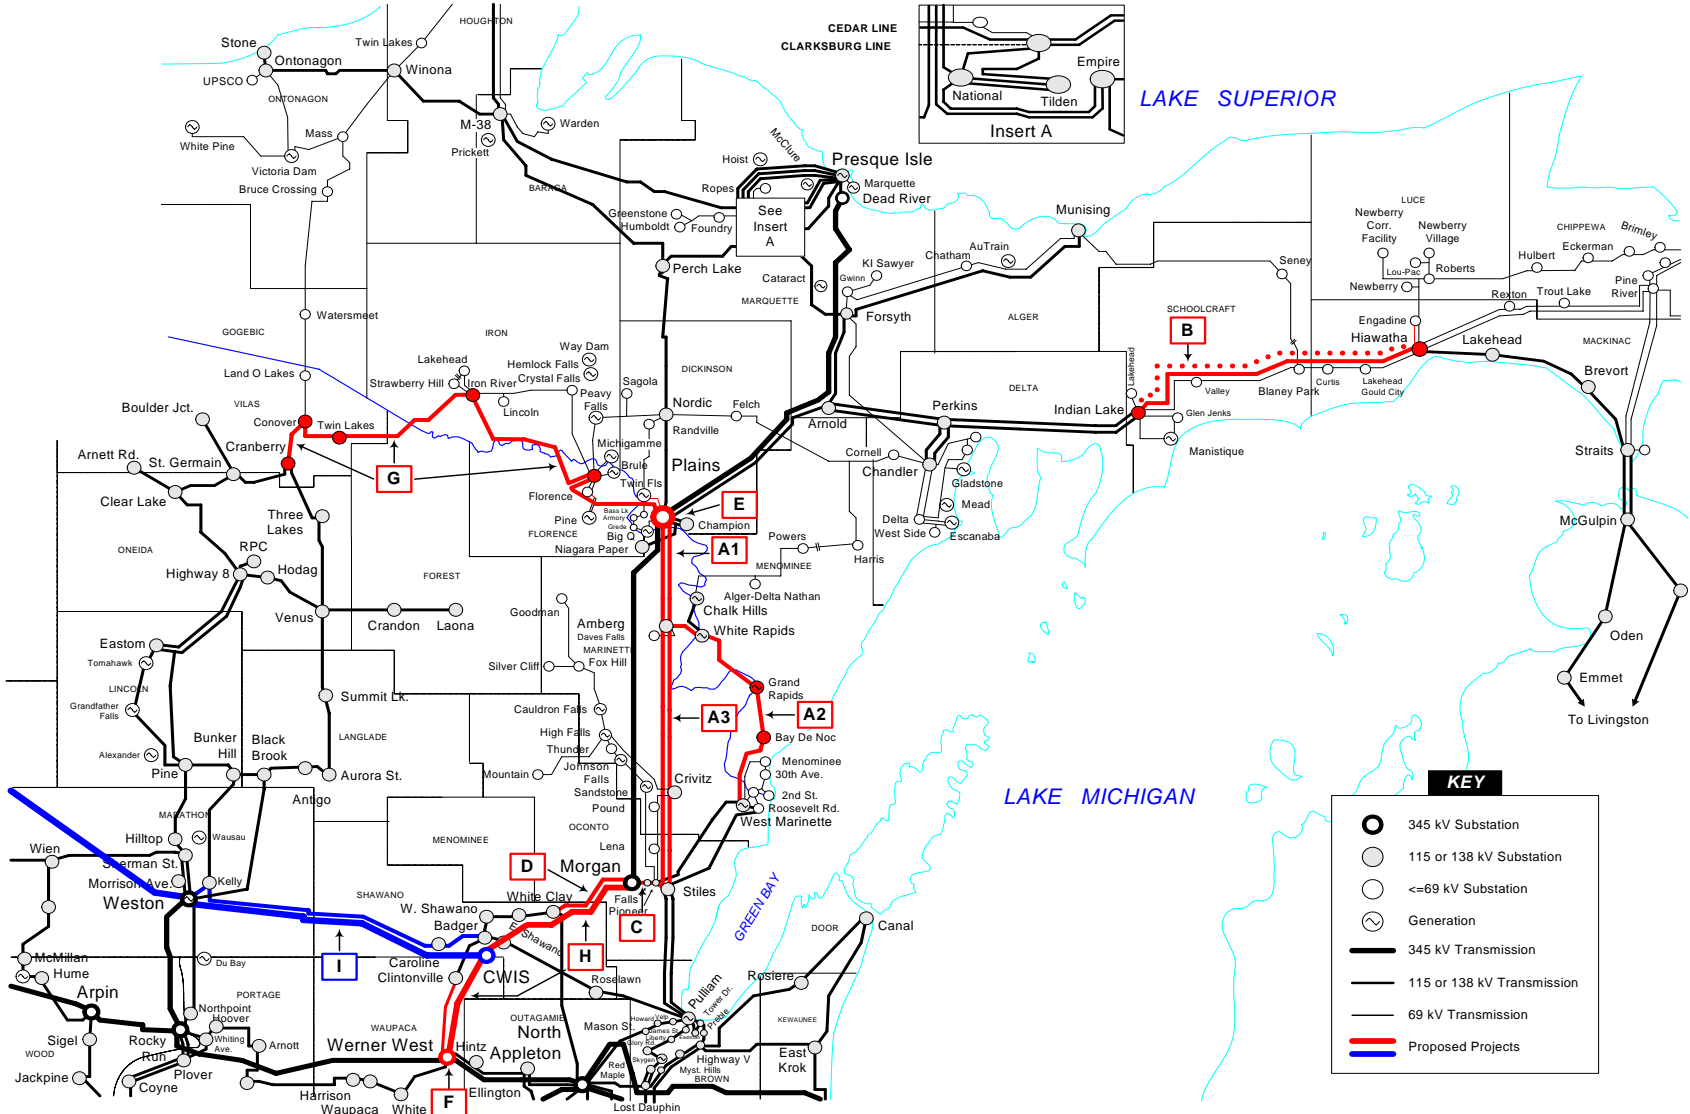 HOUGHTON
Stone
Twin Lakes
Ontonagon
Winona
UPSCO
ONTONAGON
CEDAR LINE
CLARKSBURG LINE
National
Tilden
Empire
Insert A
LAKE SUPERIOR
M-38
Warden
Prickett
Mass
White Pine
Victoria Dam
Bruce Crossing
BARAGA
Hoist
McClure
Presque Isle
Marquette
Dead River
Ropes
Greenstone
Humboldt
Foundry
See
Insert
A
Perch Lake
Cataract
MARQUETTE
KI Sawyer
Gwinn
Chatham
AuTrain
Munising
Forsyth
ALGER
LUCE
Newberry
Corr.
Facility
Newberry
Village
CHIPPEWA
Brimley
Eckerman
Hulbert
Lou-Pac
Roberts
Newberry
Seney
Rexton
Trout Lake
Pine
River
SCHOOLCRAFT
B
Engadine
Hiawatha
Lakehead
MACKINAC
Brevort
Watersmeet
GOGEBIC
IRON
Way Dam
Hemlock Falls
Crystal Falls
Lakehead
Strawberry Hill
Iron River
Lincoln
Land O Lakes
VILAS
Boulder Jct.
Conover
Twin Lakes
Cranberry
Arnett Rd.
St. Germain
Clear Lake
G
Peavy
Falls
Sagola
DICKINSON
Nordic
Felch
Randville
Michigamme
Brule
Twin Fls
Plains
Florence
Pine
FLORENCE
Bass Lk
Armory
Grede
Big Q
Niagara Paper
Champion
E
A1
Arnold
Perkins
Cornell
Chandler
Gladstone
Mead
Delta
West Side
Escanaba
DELTA
Indian Lake
Lakehead
Valley
Glen Jenks
Manistique
Blaney Park
Curtis
Lakehead
Gould City
Straits
McGulpin
Oden
Emmet
To Livingston
Three
Lakes
ONEIDA
RPC
Highway 8
Hodag
FOREST
Venus
Crandon
Laona
Powers
Harris
MENOMINEE
Alger-Delta Nathan
Chalk Hills
White Rapids
Goodman
Amberg
Daves Falls
MARINETTE
Fox Hill
Silver Cliff
Eastom
Tomahawk
LINCOLN
Grandfather
Falls
Summit Lk.
LANGLADE
Alexander
Pine
Bunker
Hill
Black
Brook
Antigo
Aurora St.
Cauldron Falls
High Falls
Thunder
Mountain
Johnson
Falls
Sandstone
Pound
Crivitz
A3
A2
Grand
Rapids
Bay De Noc
Menominee
30th Ave.
2nd St.
Roosevelt Rd.
West Marinette
LAKE MICHIGAN
MARATHON
Hilltop
Wausau
Wien
Sherman St.
Morrison Ave.
Kelly
Weston
MENOMINEE
OCONTO
Lena
D
Morgan
White Clay
Falls
Pioneer
Stiles
C
SHAWANO
W. Shawano
Badger
E. Shawano
H
I
Caroline
Clintonville
CWIS
GREEN BAY
DOOR
Canal
McMillan
Hume
Du Bay
Arpin
PORTAGE
Northpoint
Hoover
WAUPACA
Roselawn
OUTAGAMIE
Pulliam
Rosiere
KEWAUNEE
Sigel
WOOD
Rocky
Run
Whiting
Ave.
Arnott
Plover
Jackpine
Coyne
Werner West
Hintz
North
Appleton
Mason St.
Howard
Velp
Tower Dr.
Preble
James St.
Liberty
Eastman
Glory Rd.
Skygen
Highway V
Myst. Hills
BROWN
East
Krok
Red
Maple
Harrison
Waupaca
White
F
Ellington
Lost Dauphin
KEY
345 kV Substation
115 or 138 kV Substation
<=69 kV Substation
Generation
345 kV Transmission
115 or 138 kV Transmission
69 kV Transmission
Proposed Projects